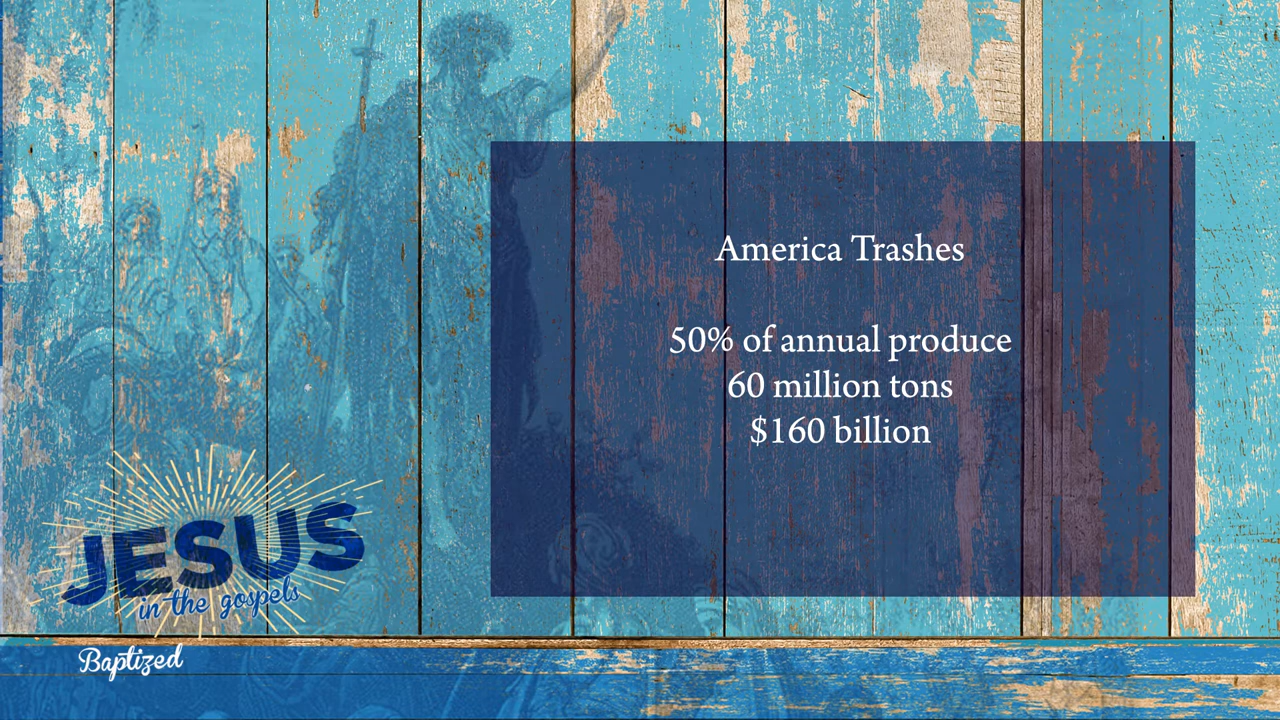 America Trashes
50% of annual produce
60 million tons
$160 billion
JESUS
in the gospels
Baptized